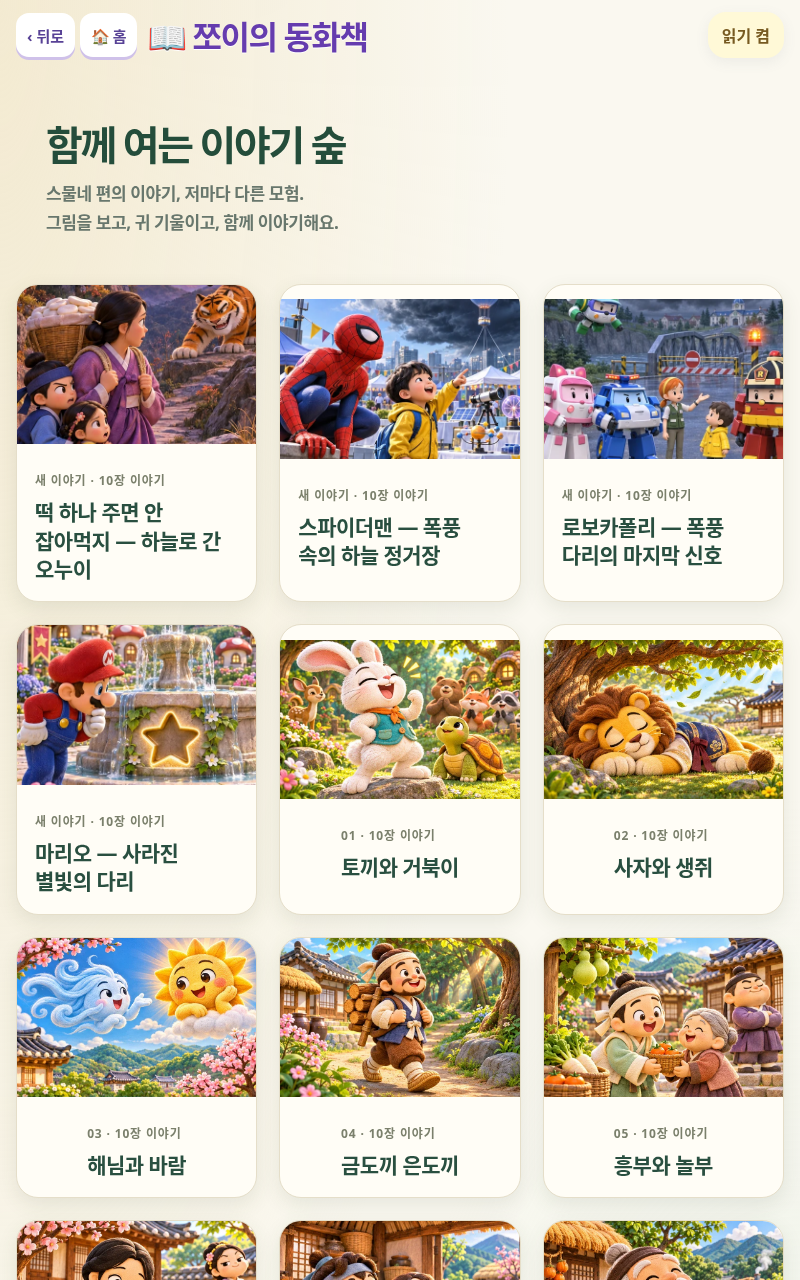 ‹ 뒤로
🏠 홈
📖 쪼이의 동화책
읽기 켬
함께 여는 이야기 숲
스물네 편의 이야기, 저마다 다른 모험.
그림을 보고, 귀 기울이고, 함께 이야기해요.
새 이야기 · 10장 이야기
떡 하나 주면 안
잡아먹지 — 하늘로 간
오누이
새 이야기 · 10장 이야기
스파이더맨 — 폭풍
속의 하늘 정거장
새 이야기 · 10장 이야기
로보카폴리 — 폭풍
다리의 마지막 신호
새 이야기 · 10장 이야기
마리오 — 사라진
별빛의 다리
01 · 10장 이야기
토끼와 거북이
02 · 10장 이야기
사자와 생쥐
03 · 10장 이야기
해님과 바람
04 · 10장 이야기
금도끼 은도끼
05 · 10장 이야기
흥부와 놀부